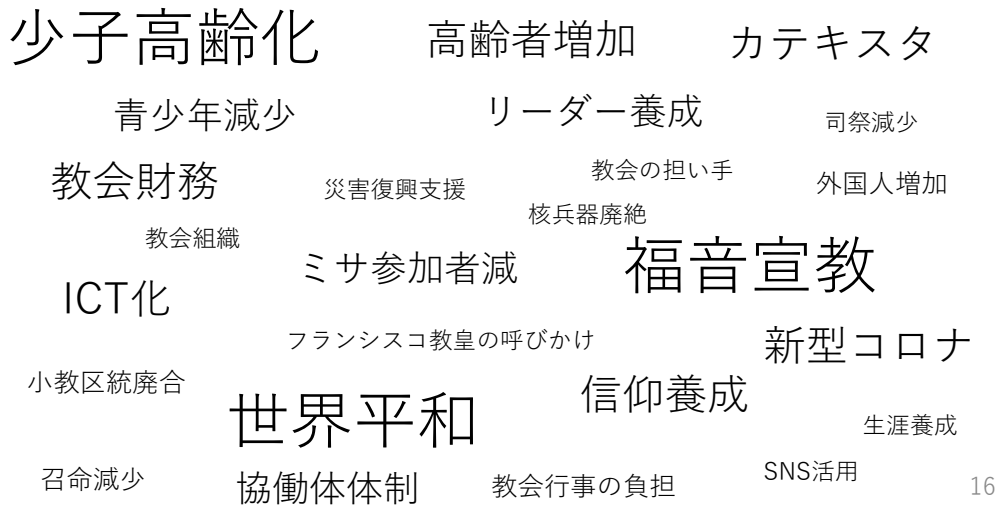 少子高齢化
高齢者増加
カテキスタ
青少年減少
リーダー養成
司祭減少
教会財務
災害復興支援
教会の担い手
外国人増加
核兵器廃絶
教会組織
ミサ参加者減
福音宣教
ICT化
フランシスコ教皇の呼びかけ
新型コロナ
小教区統廃合
世界平和
信仰養成
生涯養成
召命減少
協働体体制
教会行事の負担
SNS活用
16